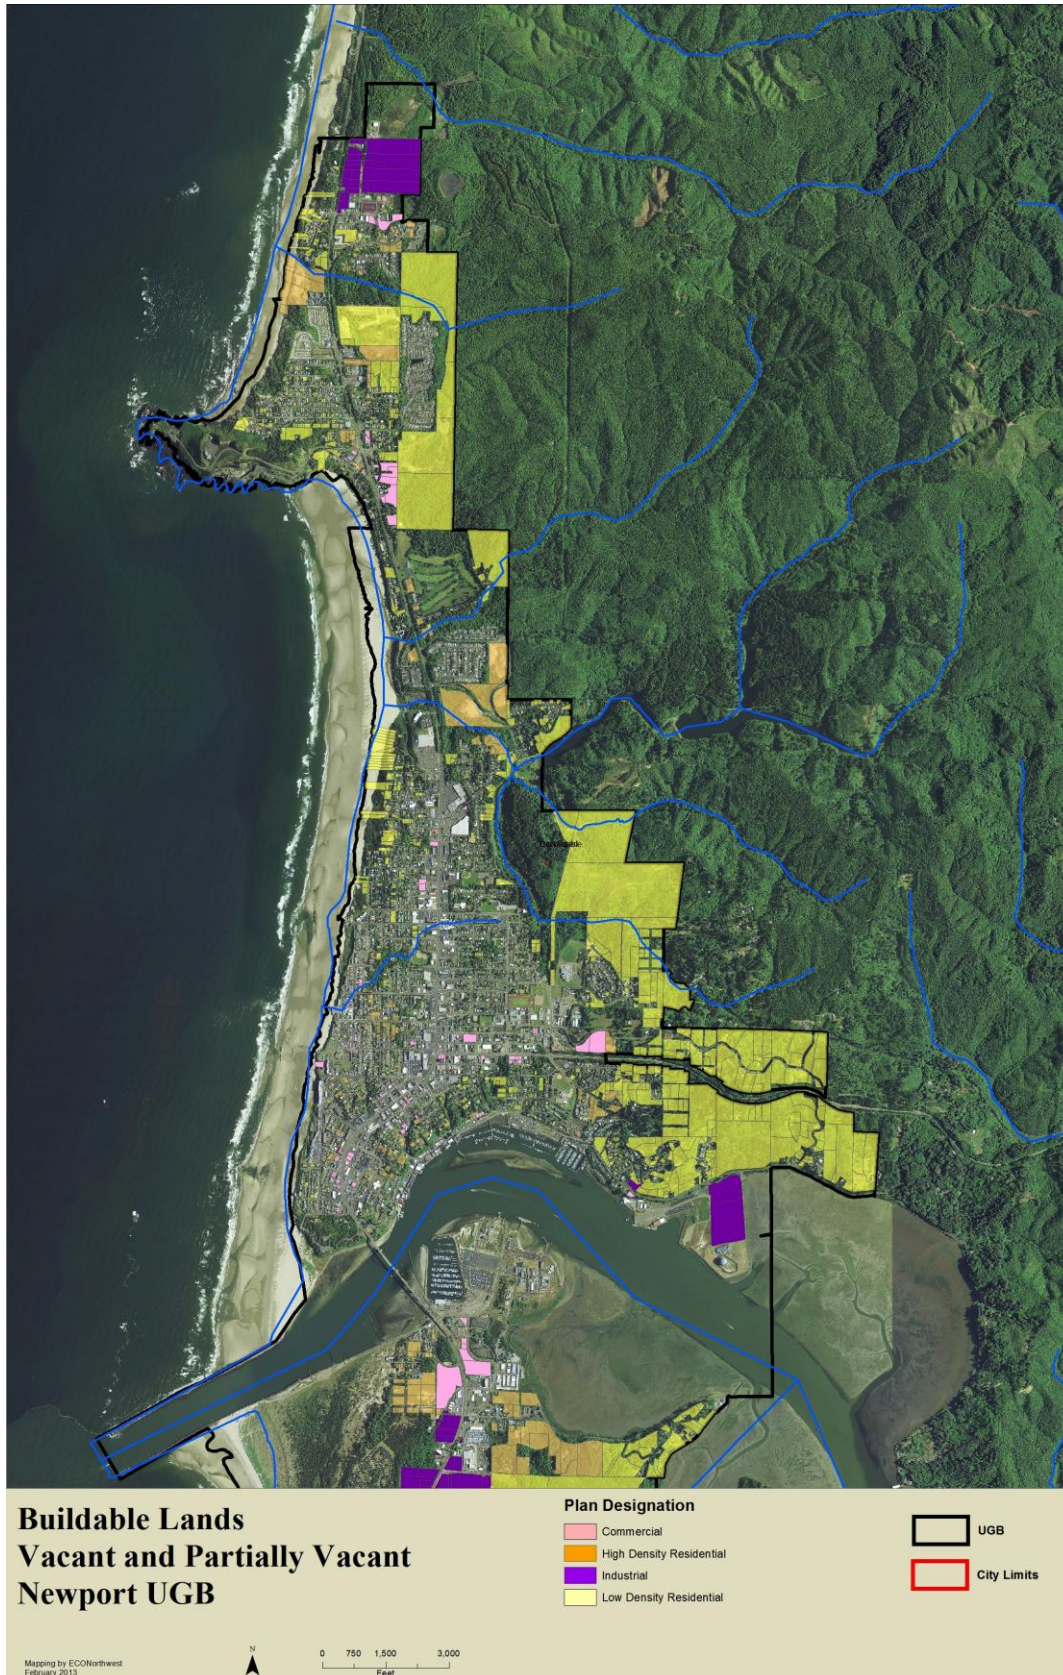 Buildable Lands
Vacant and Partially Vacant
Newport UGB
Mapping by ECONorthwest
February 2013
N
0 750 1,500 3,000
Feet
Plan Designation
Commercial
High Density Residential
Industrial
Low Density Residential
UGB
City Limits